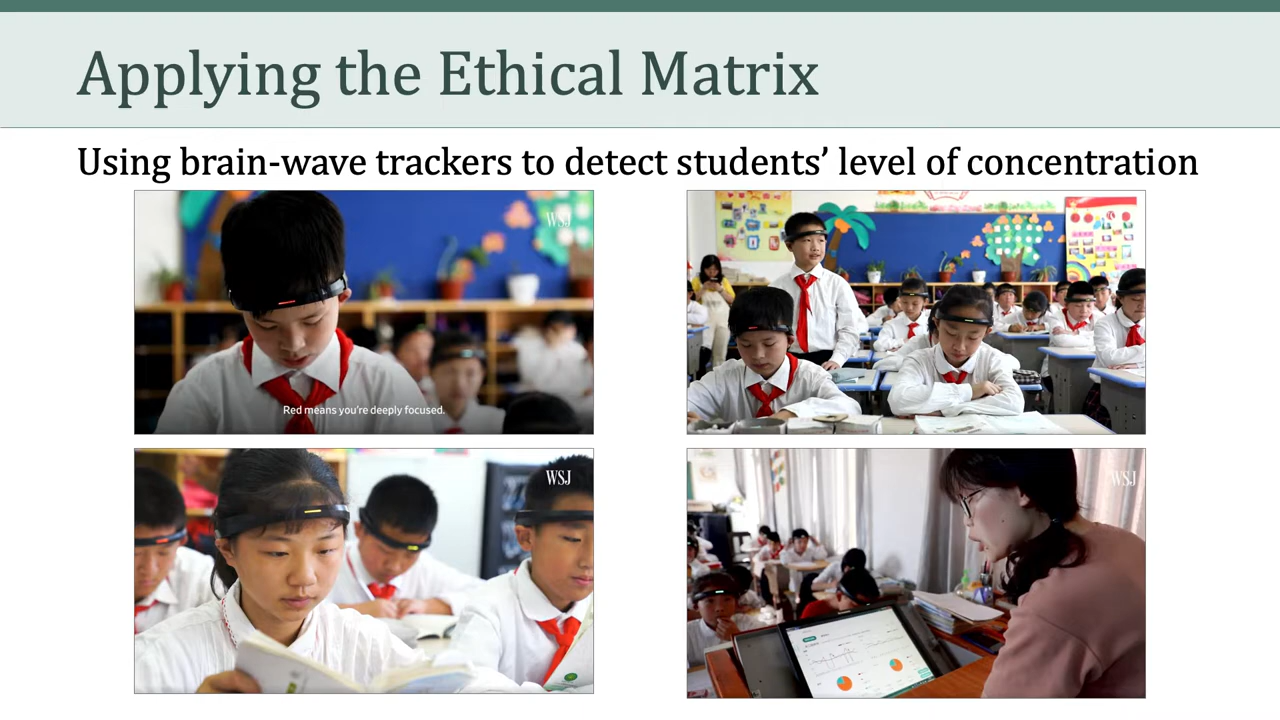 Applying the Ethical Matrix
Using brain-wave trackers to detect students’ level of concentration
WSJ
Red means you're deeply focused.
WSJ
WSJ